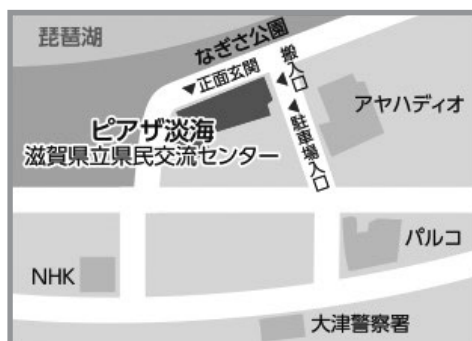 琵琶湖
なぎさ公園
▼正面玄関
搬入口▲
▲駐車場入口
アヤハディオ
ピアザ淡海
滋賀県立県民交流センター
パルコ
NHK
大津警察署